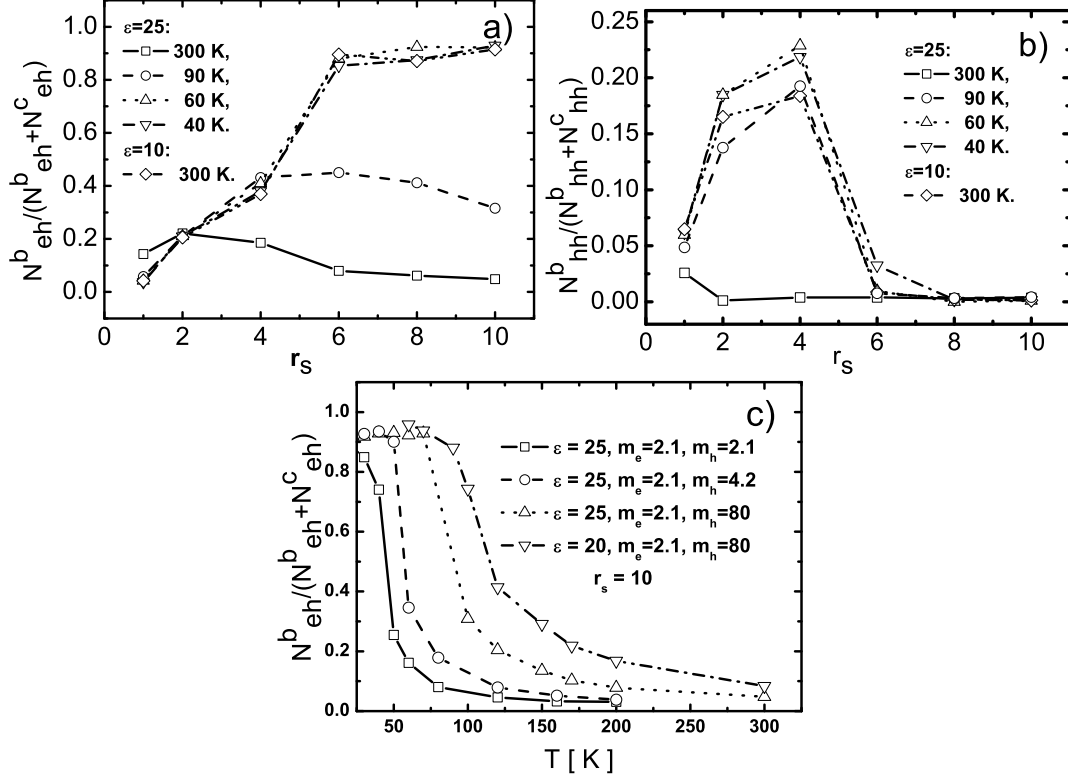 a)
ε=25:
300 K,
90 K,
60 K,
40 K.
ε=10:
300 K.
N^b_eh/(N^b_eh+N^c_eh)
1.0
0.8
0.6
0.4
0.2
0.0
0 2 4 6 8 10
r_s
b)
ε=25:
300 K,
90 K,
60 K,
40 K.
ε=10:
300 K.
N^b_hh/(N^b_hh+N^c_hh)
0.25
0.20
0.15
0.10
0.05
0.00
0 2 4 6 8 10
r_s
c)
ε = 25, m_e=2.1, m_h=2.1
ε = 25, m_e=2.1, m_h=4.2
ε = 25, m_e=2.1, m_h=80
ε = 20, m_e=2.1, m_h=80
r_s = 10
N^b_eh/(N^b_eh+N^c_eh)
1.0
0.8
0.6
0.4
0.2
0.0
50 100 150 200 250 300
T [ K ]